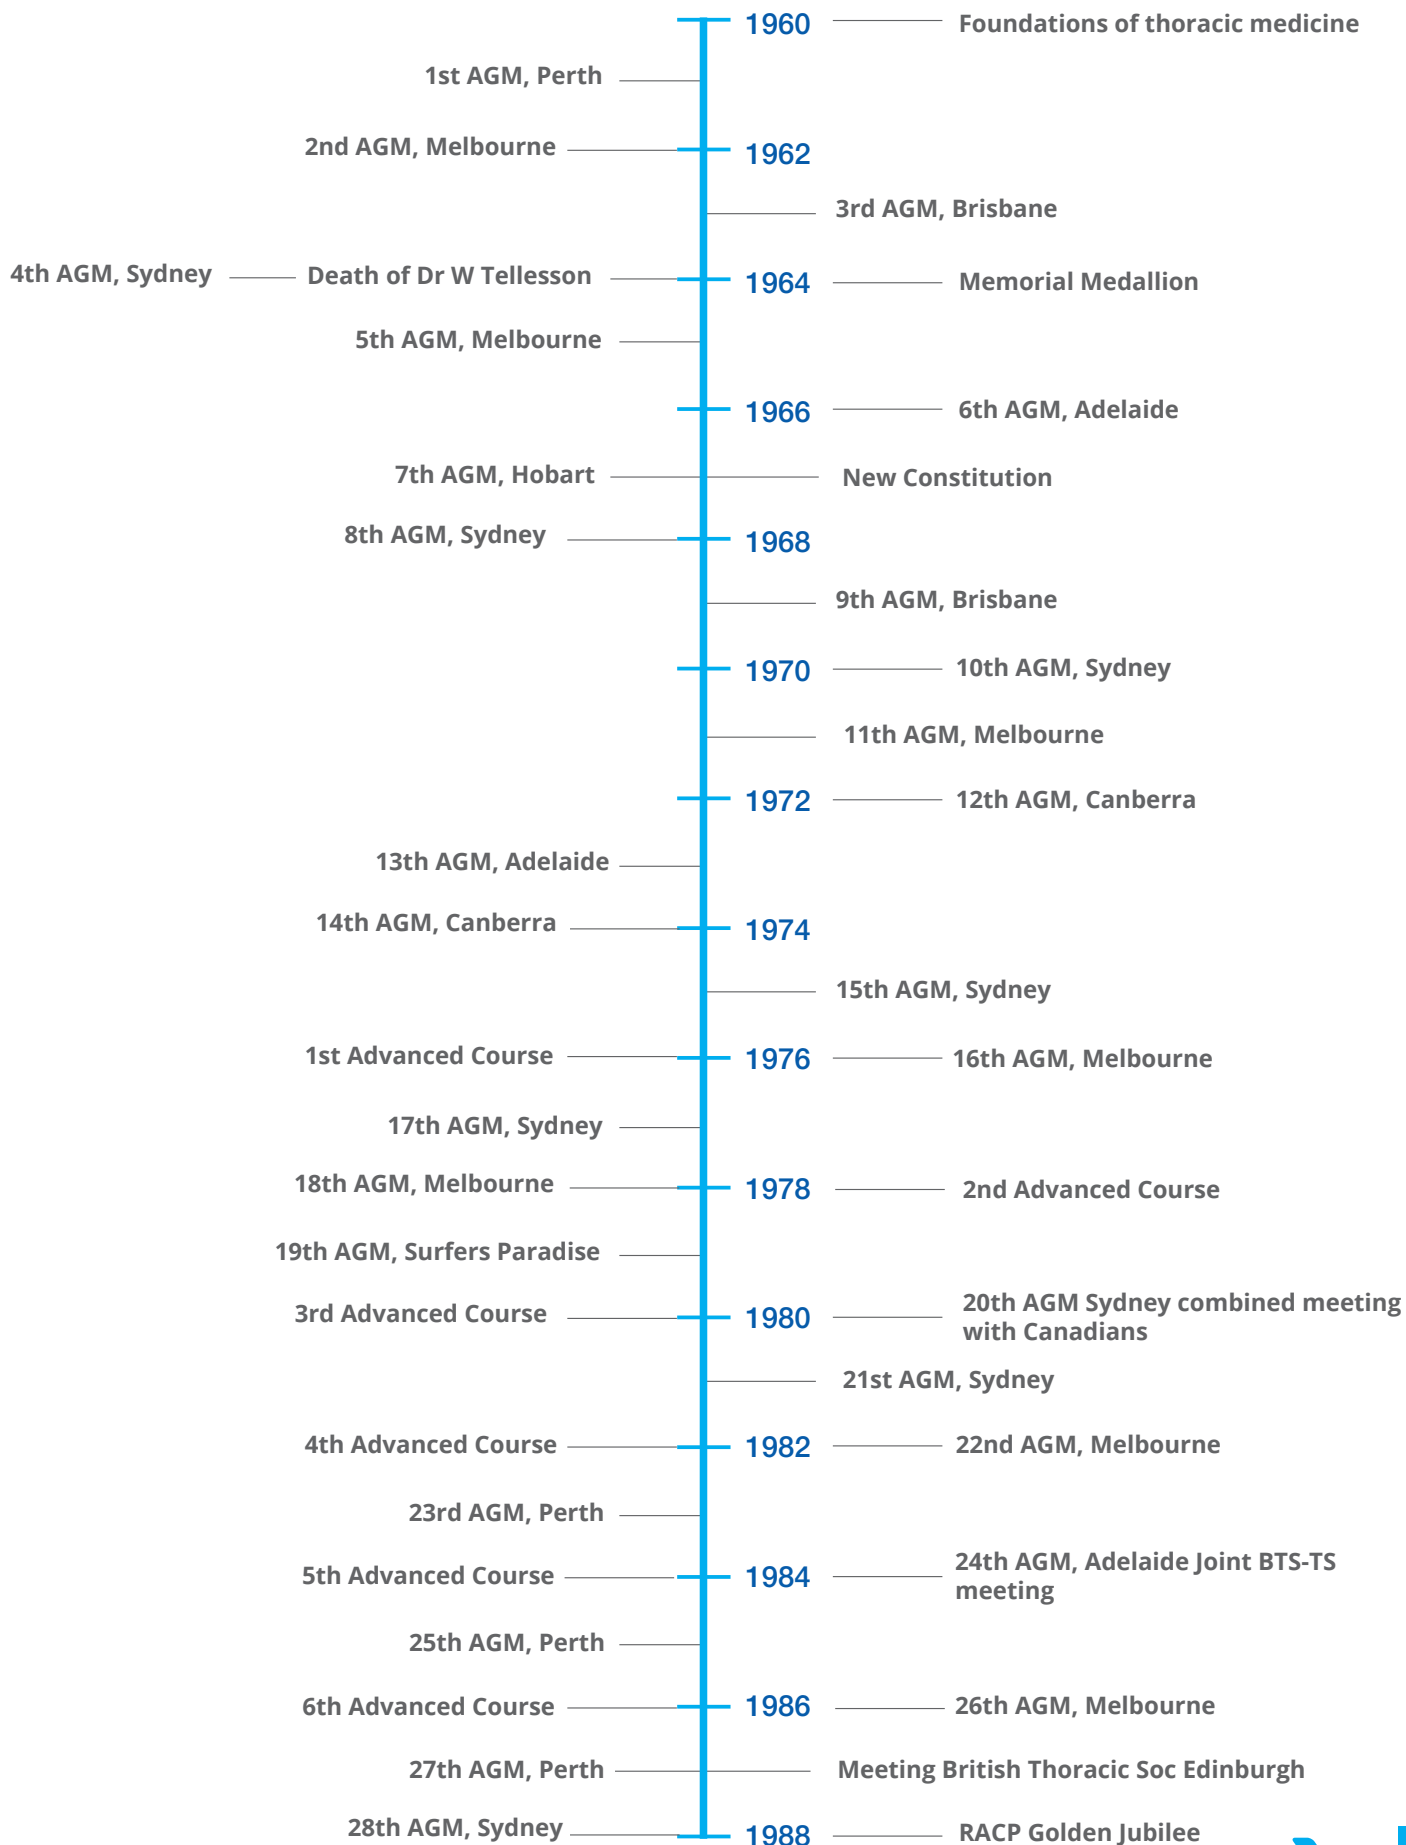 1960 Foundations of thoracic medicine
1st AGM, Perth
2nd AGM, Melbourne 1962
3rd AGM, Brisbane
4th AGM, Sydney Death of Dr W Tellesson 1964 Memorial Medallion
5th AGM, Melbourne
1966 6th AGM, Adelaide
7th AGM, Hobart New Constitution
8th AGM, Sydney 1968
9th AGM, Brisbane
1970 10th AGM, Sydney
11th AGM, Melbourne
1972 12th AGM, Canberra
13th AGM, Adelaide
14th AGM, Canberra 1974
15th AGM, Sydney
1st Advanced Course 1976 16th AGM, Melbourne
17th AGM, Sydney
18th AGM, Melbourne 1978 2nd Advanced Course
19th AGM, Surfers Paradise
3rd Advanced Course 1980 20th AGM Sydney combined meeting
with Canadians
21st AGM, Sydney
4th Advanced Course 1982 22nd AGM, Melbourne
23rd AGM, Perth
5th Advanced Course 1984 24th AGM, Adelaide Joint BTS-TS
meeting
25th AGM, Perth
6th Advanced Course 1986 26th AGM, Melbourne
27th AGM, Perth Meeting British Thoracic Soc Edinburgh
28th AGM, Sydney 1988 RACP Golden Jubilee